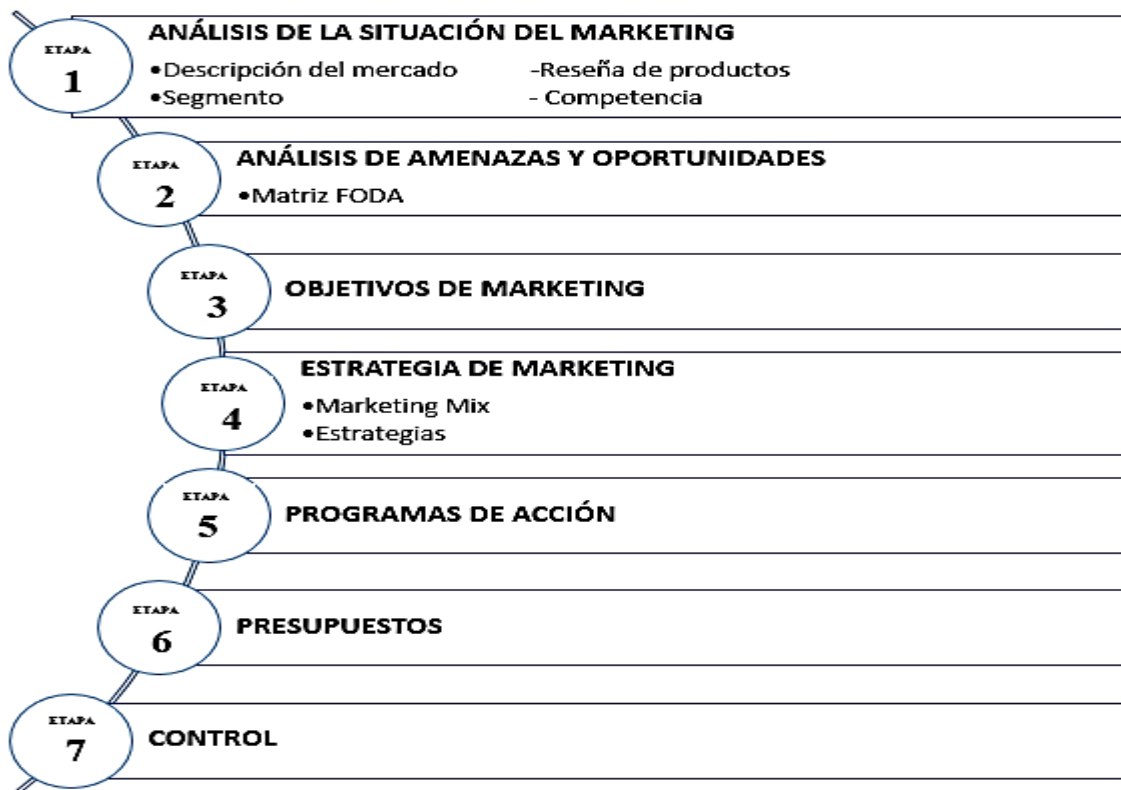 ETAPA
1
ANÁLISIS DE LA SITUACIÓN DEL MARKETING
•Descripción del mercado -Reseña de productos
•Segmento - Competencia
ETAPA
2
ANÁLISIS DE AMENAZAS Y OPORTUNIDADES
•Matriz FODA
ETAPA
3
OBJETIVOS DE MARKETING
ETAPA
4
ESTRATEGIA DE MARKETING
•Marketing Mix
•Estrategias
ETAPA
5
PROGRAMAS DE ACCIÓN
ETAPA
6
PRESUPUESTOS
ETAPA
7
CONTROL